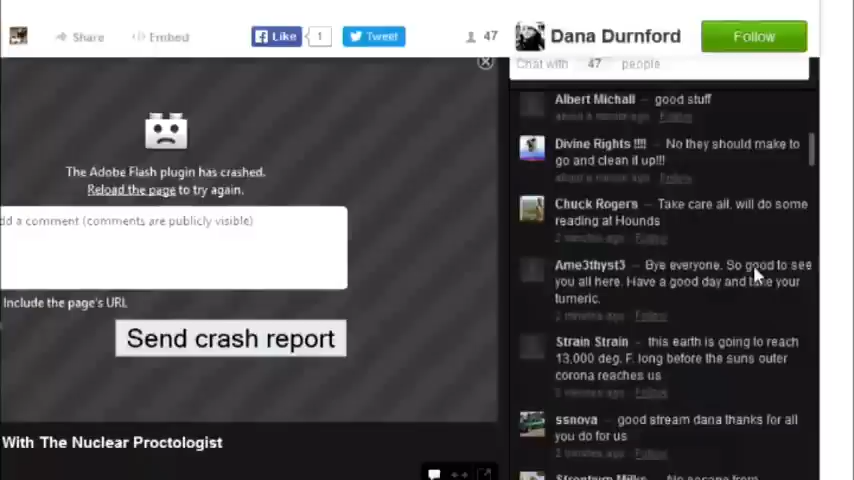 Share
Embed
Like
1
Tweet
47
Dana Durnford
Follow
Chat with 47 people
The Adobe Flash plugin has crashed.
Reload the page to try again.
dd a comment (comments are publicly visible)
Include the page's URL
Send crash report
With The Nuclear Proctologist
Albert Michall – good stuff
about a minute ago Follow
Divine Rights !!!! – No they should make to
go and clean it up!!!
about a minute ago Follow
Chuck Rogers – Take care all, will do some
reading at Hounds
2 minutes ago Follow
Ame3thyst3 – Bye everyone. So good to see
you all here. Have a good day and your
tumeric.
2 minutes ago Follow
Strain Strain – this earth is going to reach
13,000 deg. F. long before the suns outer
corona reaches us
2 minutes ago Follow
ssnova – good stream dana thanks for all
you do for us
2 minutes ago Follow